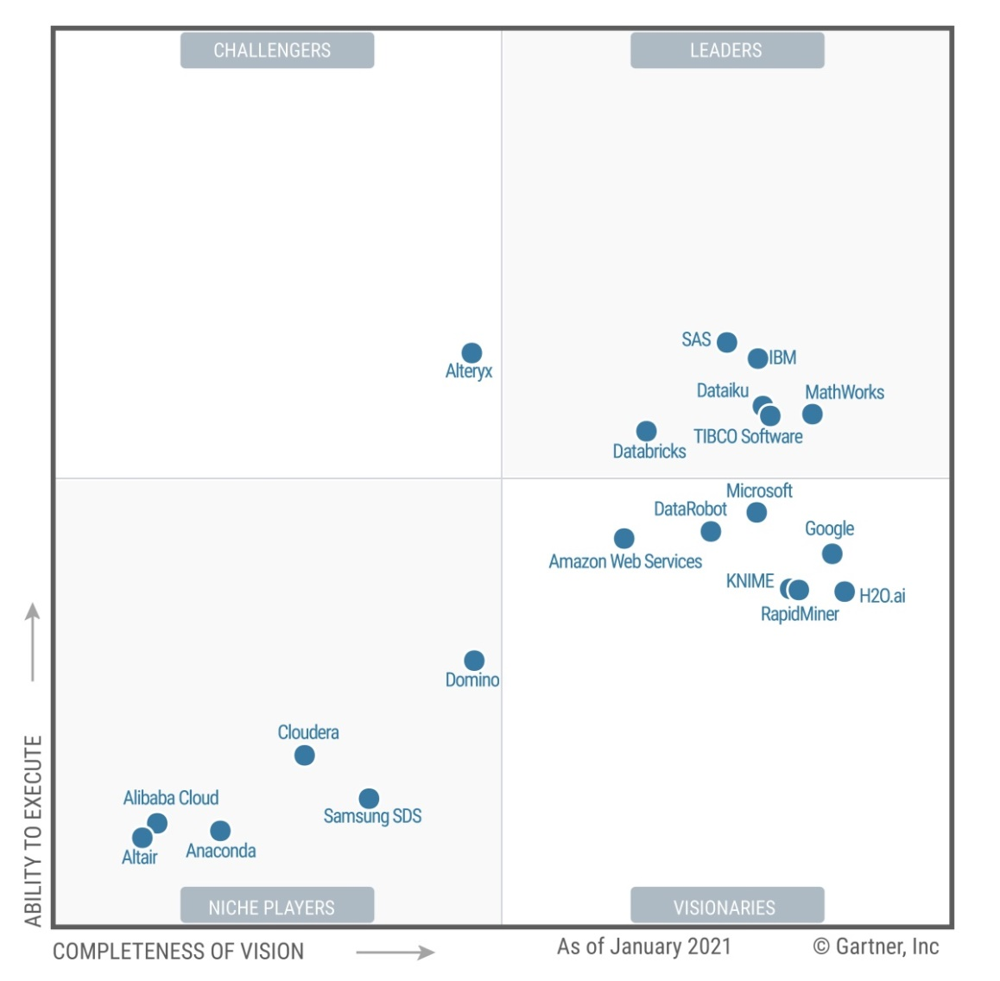 CHALLENGERS
LEADERS
SAS
IBM
Alteryx
Dataiku
MathWorks
TIBCO Software
Databricks
Microsoft
DataRobot
Google
Amazon Web Services
KNIME
H2O.ai
RapidMiner
Domino
Cloudera
Alibaba Cloud
Samsung SDS
Anaconda
Altair
NICHE PLAYERS
VISIONARIES
ABILITY TO EXECUTE
COMPLETENESS OF VISION
As of January 2021
© Gartner, Inc